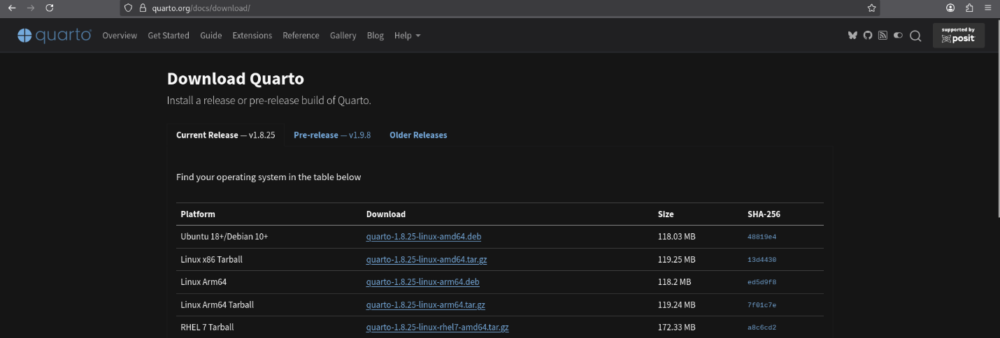 quarto.org/docs/download/
quarto Overview Get Started Guide Extensions Reference Gallery Blog Help supported by posit
Download Quarto
Install a release or pre-release build of Quarto.
Current Release — v1.8.25 Pre-release — v1.9.8 Older Releases
Find your operating system in the table below
Platform Download Size SHA-256
Ubuntu 18+/Debian 10+ quarto-1.8.25-linux-amd64.deb 118.03 MB 48819e4
Linux x86 Tarball quarto-1.8.25-linux-amd64.tar.gz 119.25 MB 13d4430
Linux Arm64 quarto-1.8.25-linux-arm64.deb 118.2 MB ed5d9f8
Linux Arm64 Tarball quarto-1.8.25-linux-arm64.tar.gz 119.24 MB 7f01c7e
RHEL 7 Tarball quarto-1.8.25-linux-rhel7-amd64.tar.gz 172.33 MB a8c6cd2